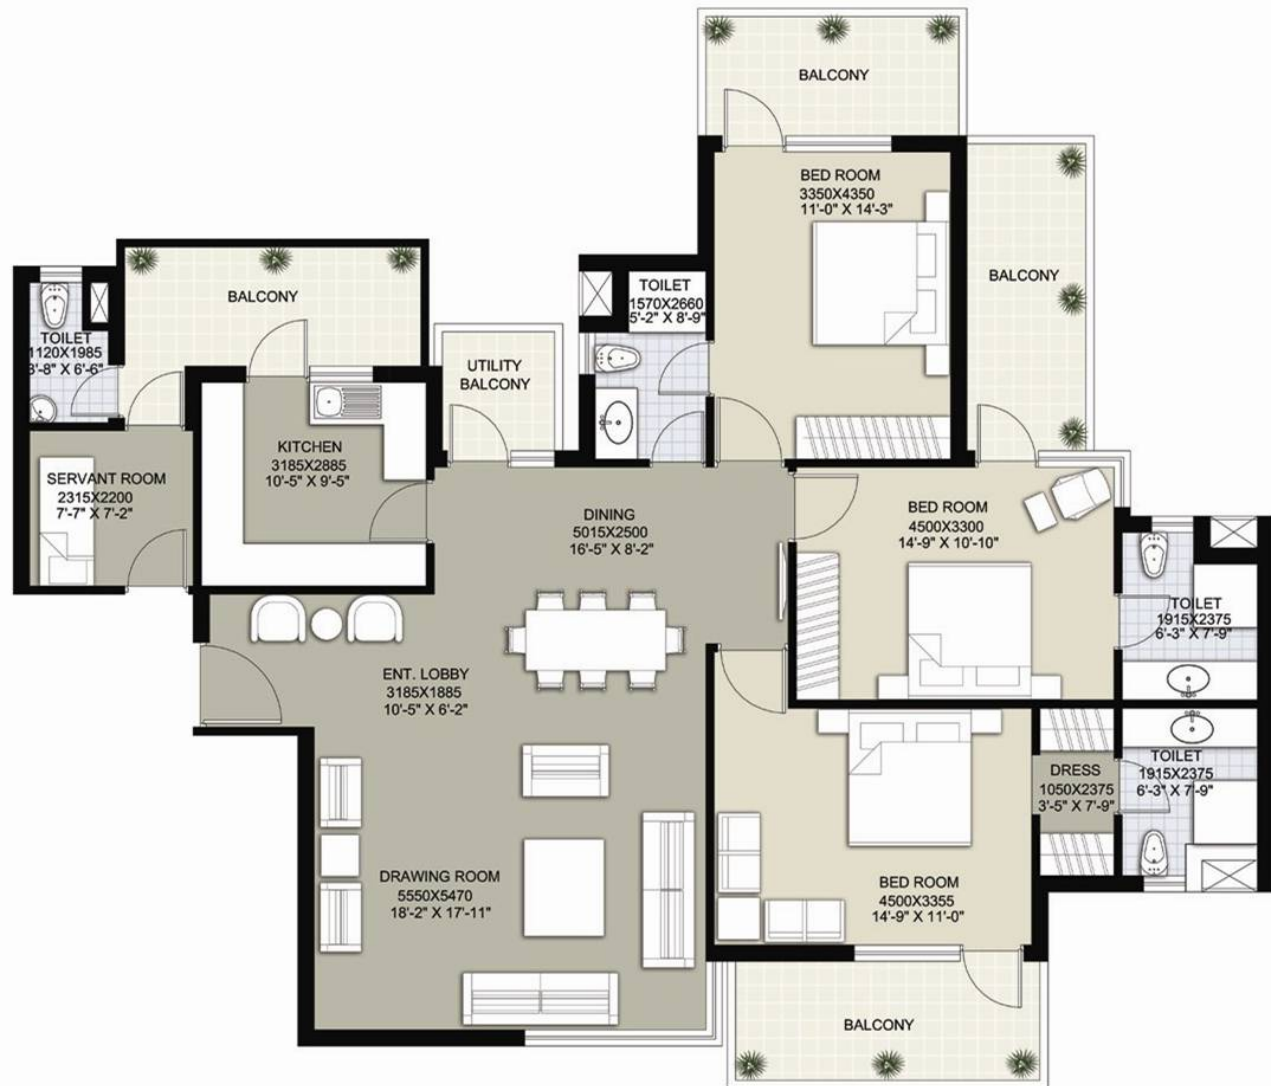 BALCONY
BED ROOM
3350X4350
11'-0" X 14'-3"
BALCONY
BALCONY
TOILET
1570X2660
5'-2" X 8'-9"
TOILET
1120X1985
3'-8" X 6'-6"
UTILITY
BALCONY
KITCHEN
3185X2885
10'-5" X 9'-5"
SERVANT ROOM
2315X2200
7'-7" X 7'-2"
DINING
5015X2500
16'-5" X 8'-2"
BED ROOM
4500X3300
14'-9" X 10'-10"
TOILET
1915X2375
6'-3" X 7'-9"
ENT. LOBBY
3185X1885
10'-5" X 6'-2"
DRESS
1050X2375
3'-5" X 7'-9"
TOILET
1915X2375
6'-3" X 7'-9"
DRAWING ROOM
5550X5470
18'-2" X 17'-11"
BED ROOM
4500X3355
14'-9" X 11'-0"
BALCONY